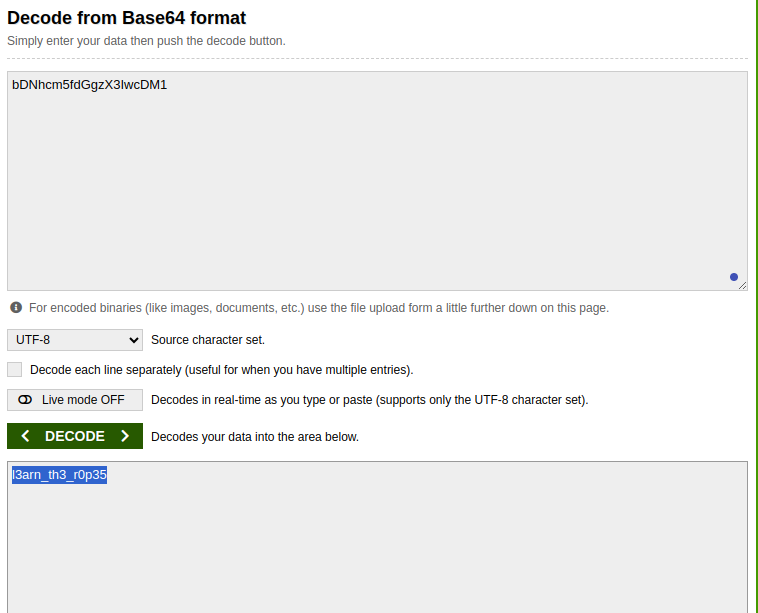 Decode from Base64 format
Simply enter your data then push the decode button.
bDNhcm5fdGgzX3IwcDM1
For encoded binaries (like images, documents, etc.) use the file upload form a little further down on this page.
UTF-8 Source character set.
Decode each line separately (useful for when you have multiple entries).
Live mode OFF Decodes in real-time as you type or paste (supports only the UTF-8 character set).
< DECODE > Decodes your data into the area below.
l3arn_th3_r0p35